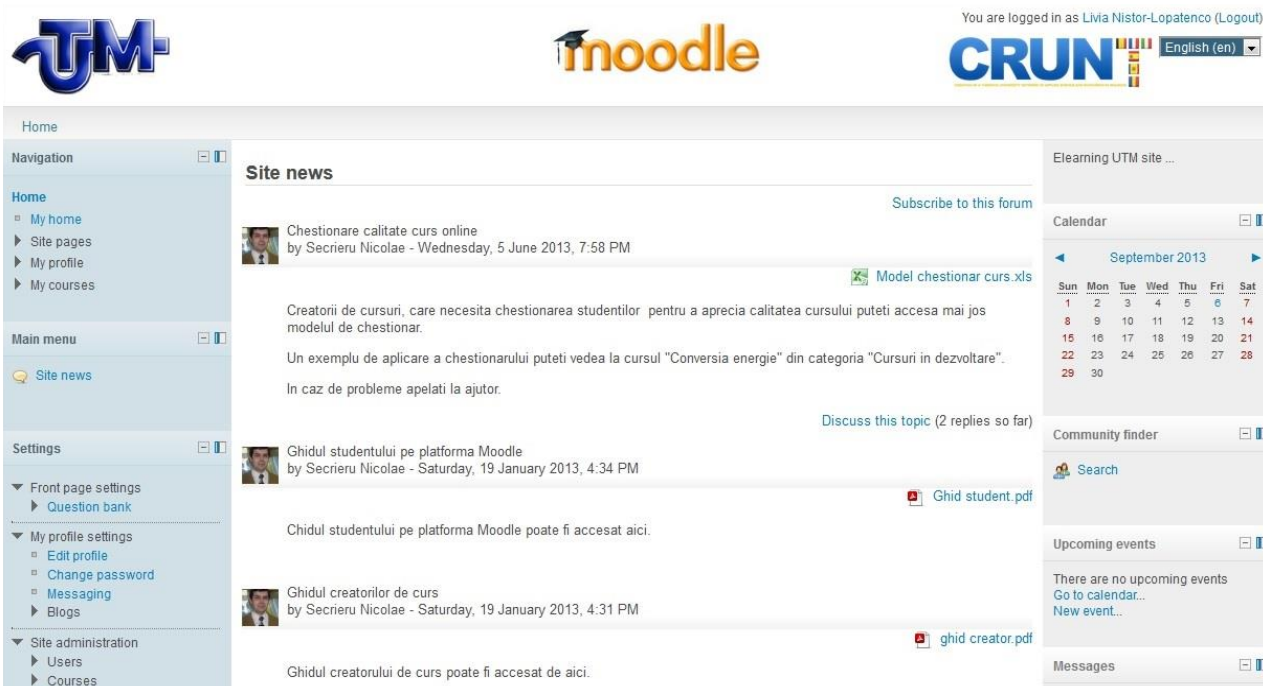 You are logged in as Livia Nistor-Lopatenco (Logout)
UTM
moodle
CRUNT
English (en)
Home
Navigation
Home
My home
Site pages
My profile
My courses
Main menu
Site news
Settings
Front page settings
Question bank
My profile settings
Edit profile
Change password
Messaging
Blogs
Site administration
Users
Courses
Site news
Subscribe to this forum
Chestionare calitate curs online
by Secrieru Nicolae - Wednesday, 5 June 2013, 7:58 PM
Model chestionar curs.xls
Creatorii de cursuri, care necesita chestionarea studentilor pentru a aprecia calitatea cursului puteti accesa mai jos
modelul de chestionar.
Un exemplu de aplicare a chestionarului puteti vedea la cursul "Conversia energie" din categoria "Cursuri in dezvoltare".
In caz de probleme apelati la ajutor.
Discuss this topic (2 replies so far)
Ghidul studentului pe platforma Moodle
by Secrieru Nicolae - Saturday, 19 January 2013, 4:34 PM
Ghid student.pdf
Chidul studentului pe platforma Moodle poate fi accesat aici.
Ghidul creatorilor de curs
by Secrieru Nicolae - Saturday, 19 January 2013, 4:31 PM
ghid creator.pdf
Ghidul creatorului de curs poate fi accesat de aici.
Elearning UTM site ...
Calendar
September 2013
Sun Mon Tue Wed Thu Fri Sat
1 2 3 4 5 6 7
8 9 10 11 12 13 14
15 16 17 18 19 20 21
22 23 24 25 26 27 28
29 30
Community finder
Search
Upcoming events
There are no upcoming events
Go to calendar...
New event...
Messages